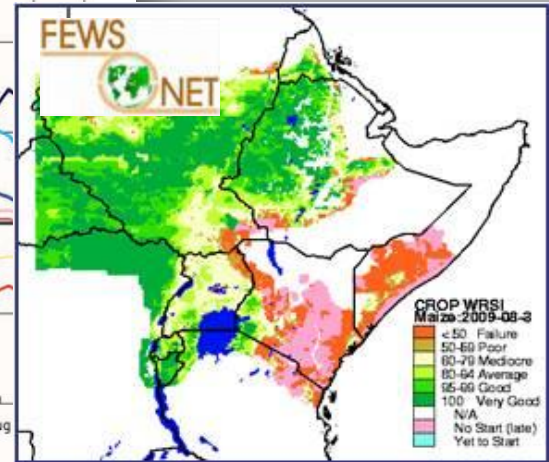 FEWS
NET
CROP WRSI
Maize:2009-08-3
<50 Failure
50-59 Poor
60-79 Mediocre
80-94 Average
95-99 Good
100 Very Good
N/A
No Start (late)
Yet to Start